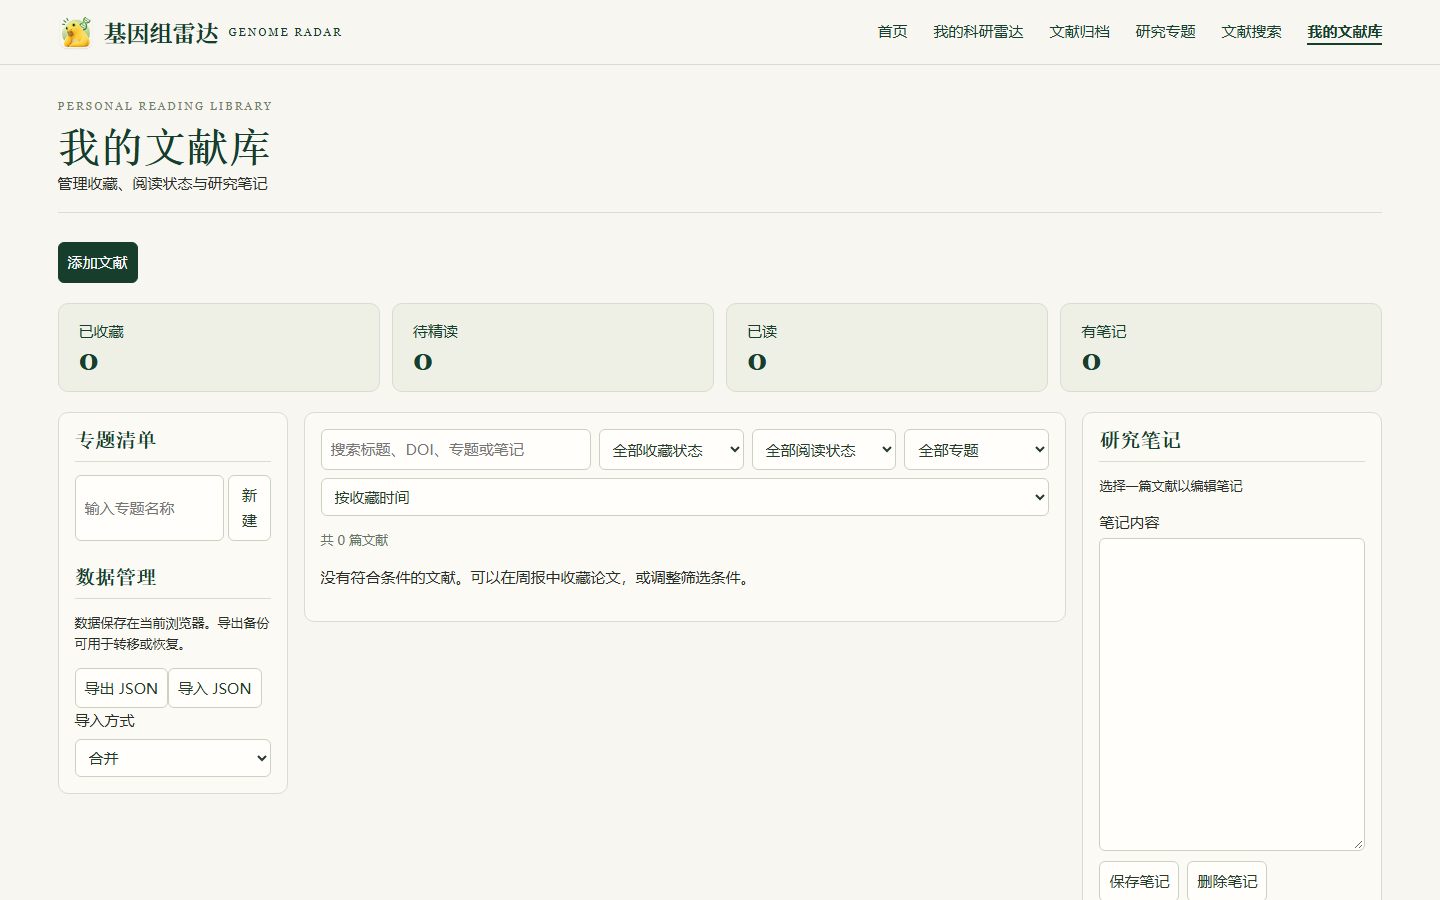 基因组雷达 GENOME RADAR
首页 我的科研雷达 文献归档 研究专题 文献搜索 我的文献库
PERSONAL READING LIBRARY
我的文献库
管理收藏、阅读状态与研究笔记
添加文献
已收藏
0
待精读
0
已读
0
有笔记
0
专题清单
输入专题名称
新
建
数据管理
数据保存在当前浏览器。导出备份
可用于转移或恢复。
导出 JSON 导入 JSON
导入方式
合并
搜索标题、DOI、专题或笔记 全部收藏状态 全部阅读状态 全部专题
按收藏时间
共 0 篇文献
没有符合条件的文献。可以在周报中收藏论文，或调整筛选条件。
研究笔记
选择一篇文献以编辑笔记
笔记内容
保存笔记 删除笔记